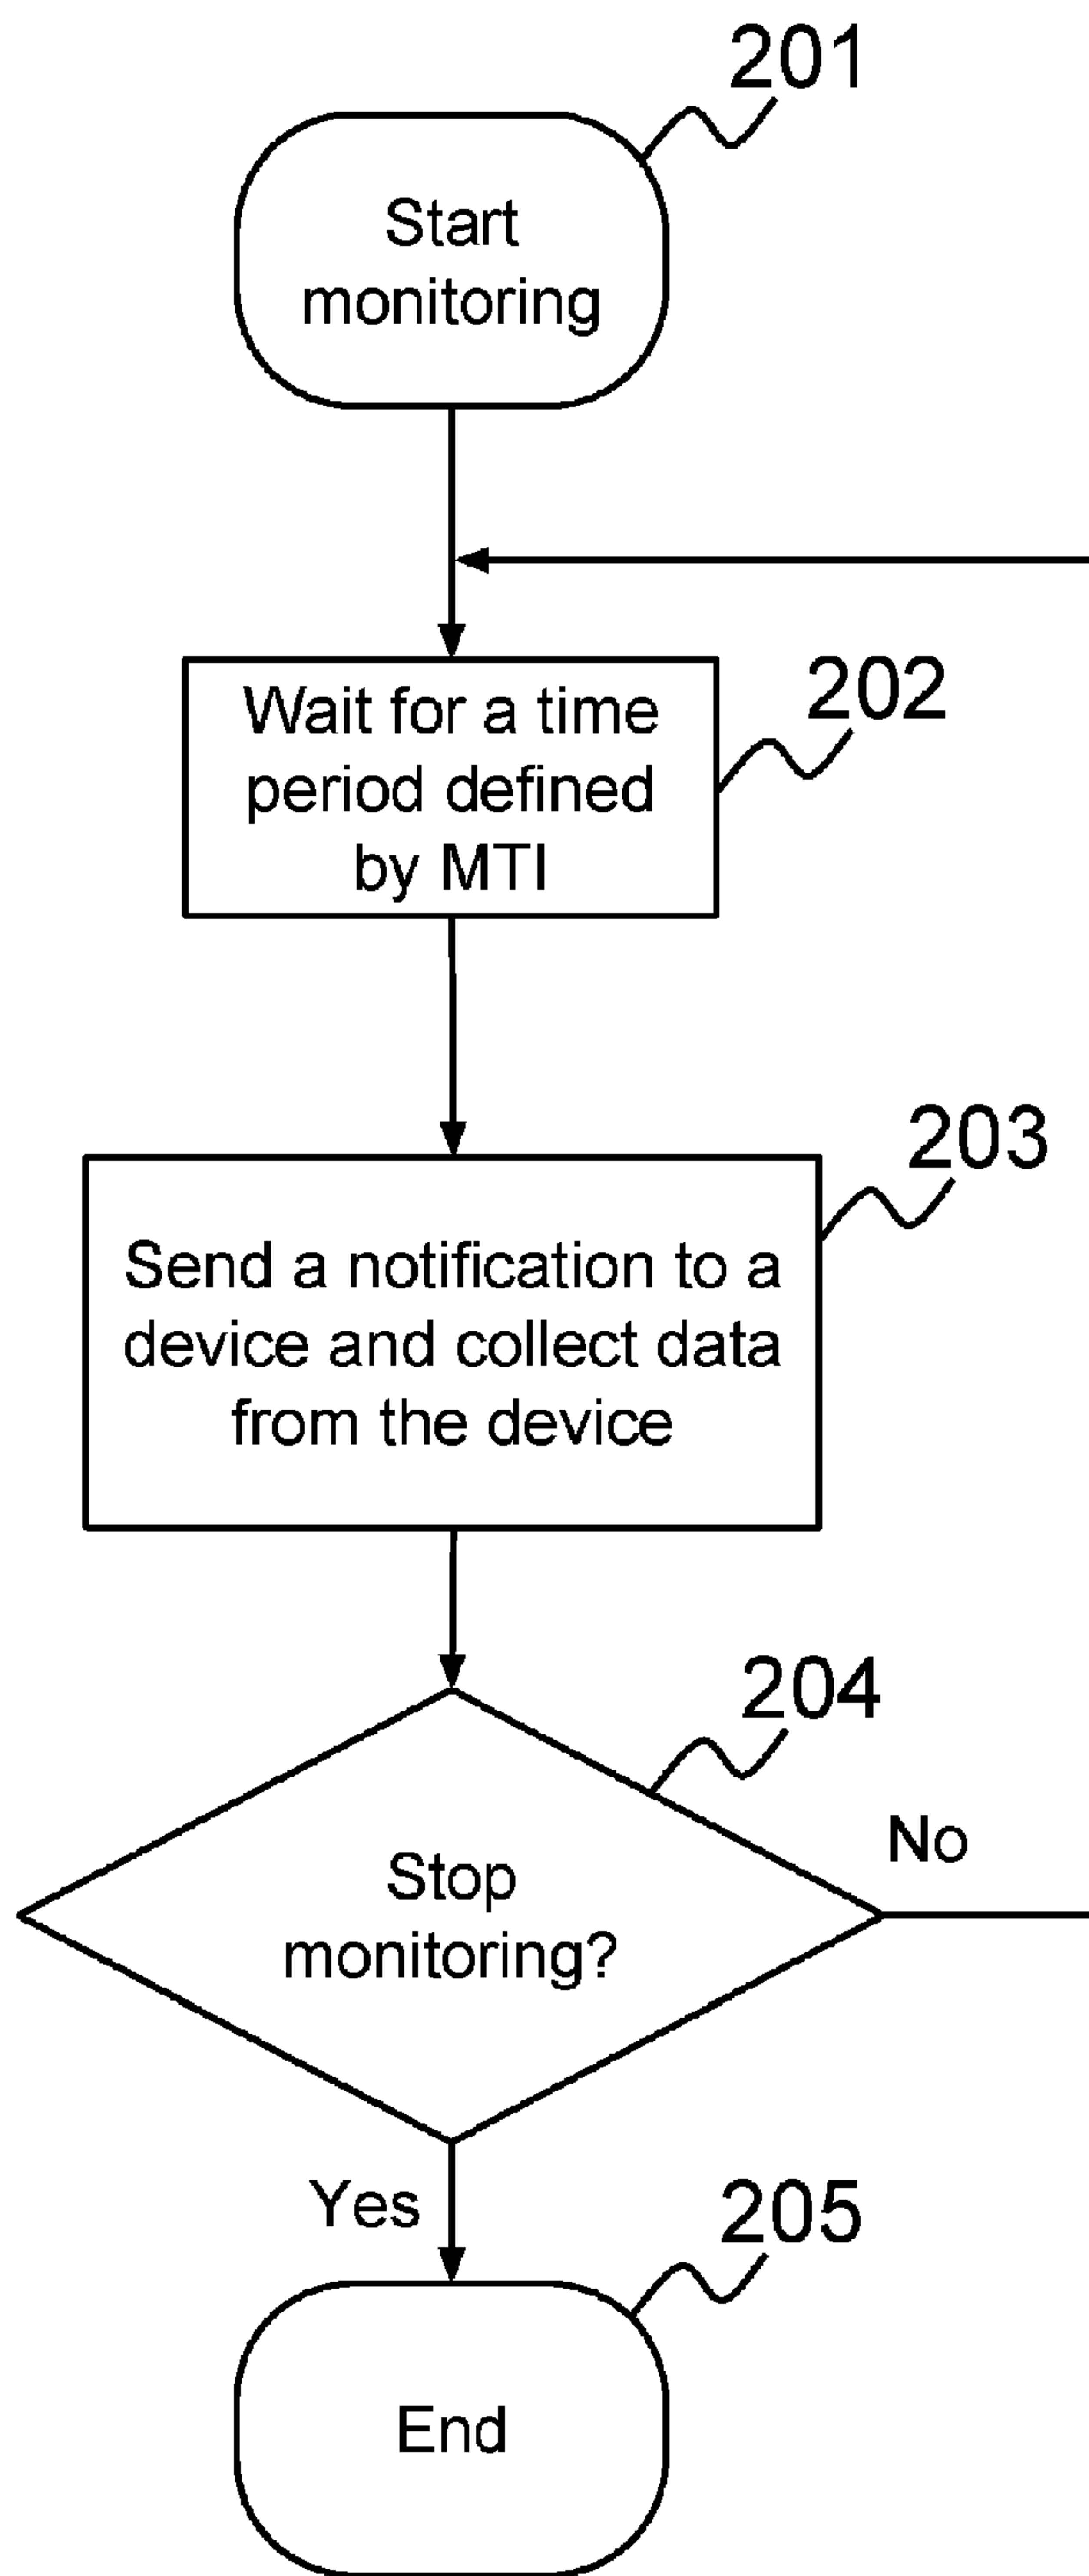 201
Start
monitoring
202
Wait for a time
period defined
by MTI
203
Send a notification to a
device and collect data
from the device
204
Stop
monitoring?
No
Yes
205
End